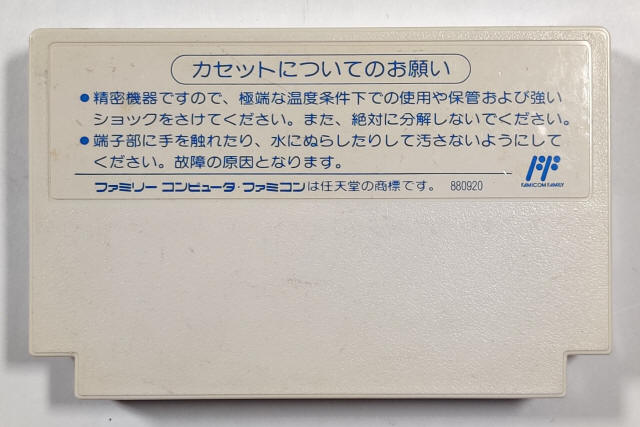 カセットについてのお願い
●精密機器ですので、極端な温度条件下での使用や保管および強い
ショックをさけてください。また、絶対に分解しないでください。
●端子部に手を触れたり、水にぬらしたりして汚さないようにして
ください。故障の原因となります。
ファミリー コンピュータ・ファミコンは任天堂の商標です。 880920
FF
FAMICOM FAMILY